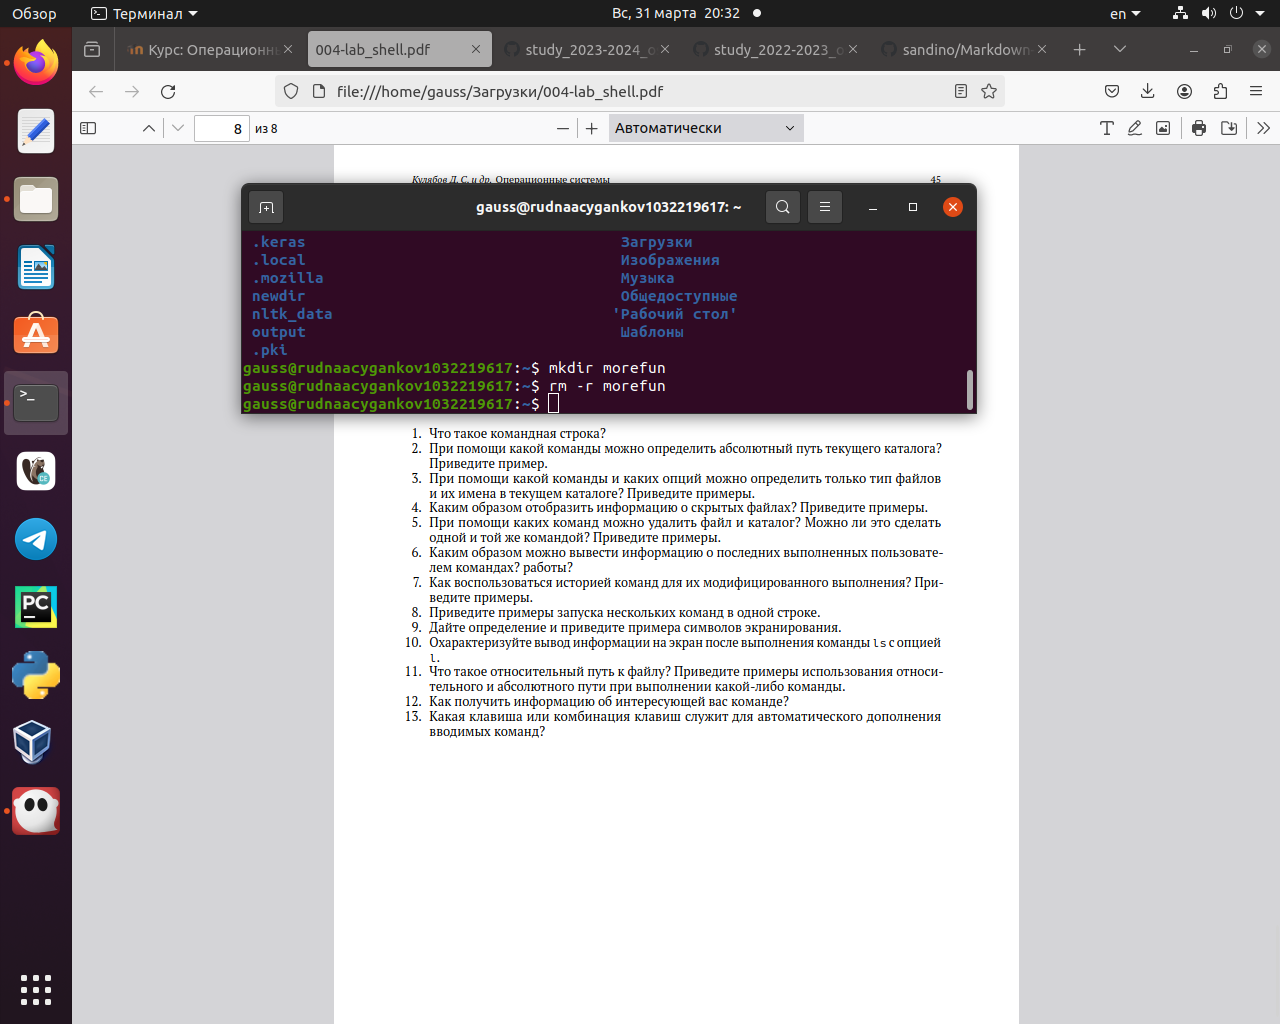 Обзор
Терминал
Вс, 31 марта 20:32
en
Курс: Операционн
004-lab_shell.pdf
study_2023-2024_o
study_2022-2023_o
sandino/Markdown-
file:///home/gauss/Загрузки/004-lab_shell.pdf
8 из 8
Автоматически
Кулябов Д. С. и др. Операционные системы 45
gauss@rudnaacygankov1032219617: ~
.keras Загрузки
.local Изображения
.mozilla Музыка
newdir Общедоступные
nltk_data 'Рабочий стол'
output Шаблоны
.pki
gauss@rudnaacygankov1032219617:~$ mkdir morefun
gauss@rudnaacygankov1032219617:~$ rm -r morefun
gauss@rudnaacygankov1032219617:~$
1. Что такое командная строка?
2. При помощи какой команды можно определить абсолютный путь текущего каталога?
Приведите пример.
3. При помощи какой команды и каких опций можно определить только тип файлов
и их имена в текущем каталоге? Приведите примеры.
4. Каким образом отобразить информацию о скрытых файлах? Приведите примеры.
5. При помощи каких команд можно удалить файл и каталог? Можно ли это сделать
одной и той же командой? Приведите примеры.
6. Каким образом можно вывести информацию о последних выполненных пользовате-
лем командах? работы?
7. Как воспользоваться историей команд для их модифицированного выполнения? При-
ведите примеры.
8. Приведите примеры запуска нескольких команд в одной строке.
9. Дайте определение и приведите примера символов экранирования.
10. Охарактеризуйте вывод информации на экран после выполнения команды ls с опцией
l.
11. Что такое относительный путь к файлу? Приведите примеры использования относи-
тельного и абсолютного пути при выполнении какой-либо команды.
12. Как получить информацию об интересующей вас команде?
13. Какая клавиша или комбинация клавиш служит для автоматического дополнения
вводимых команд?
>_
CE
PC